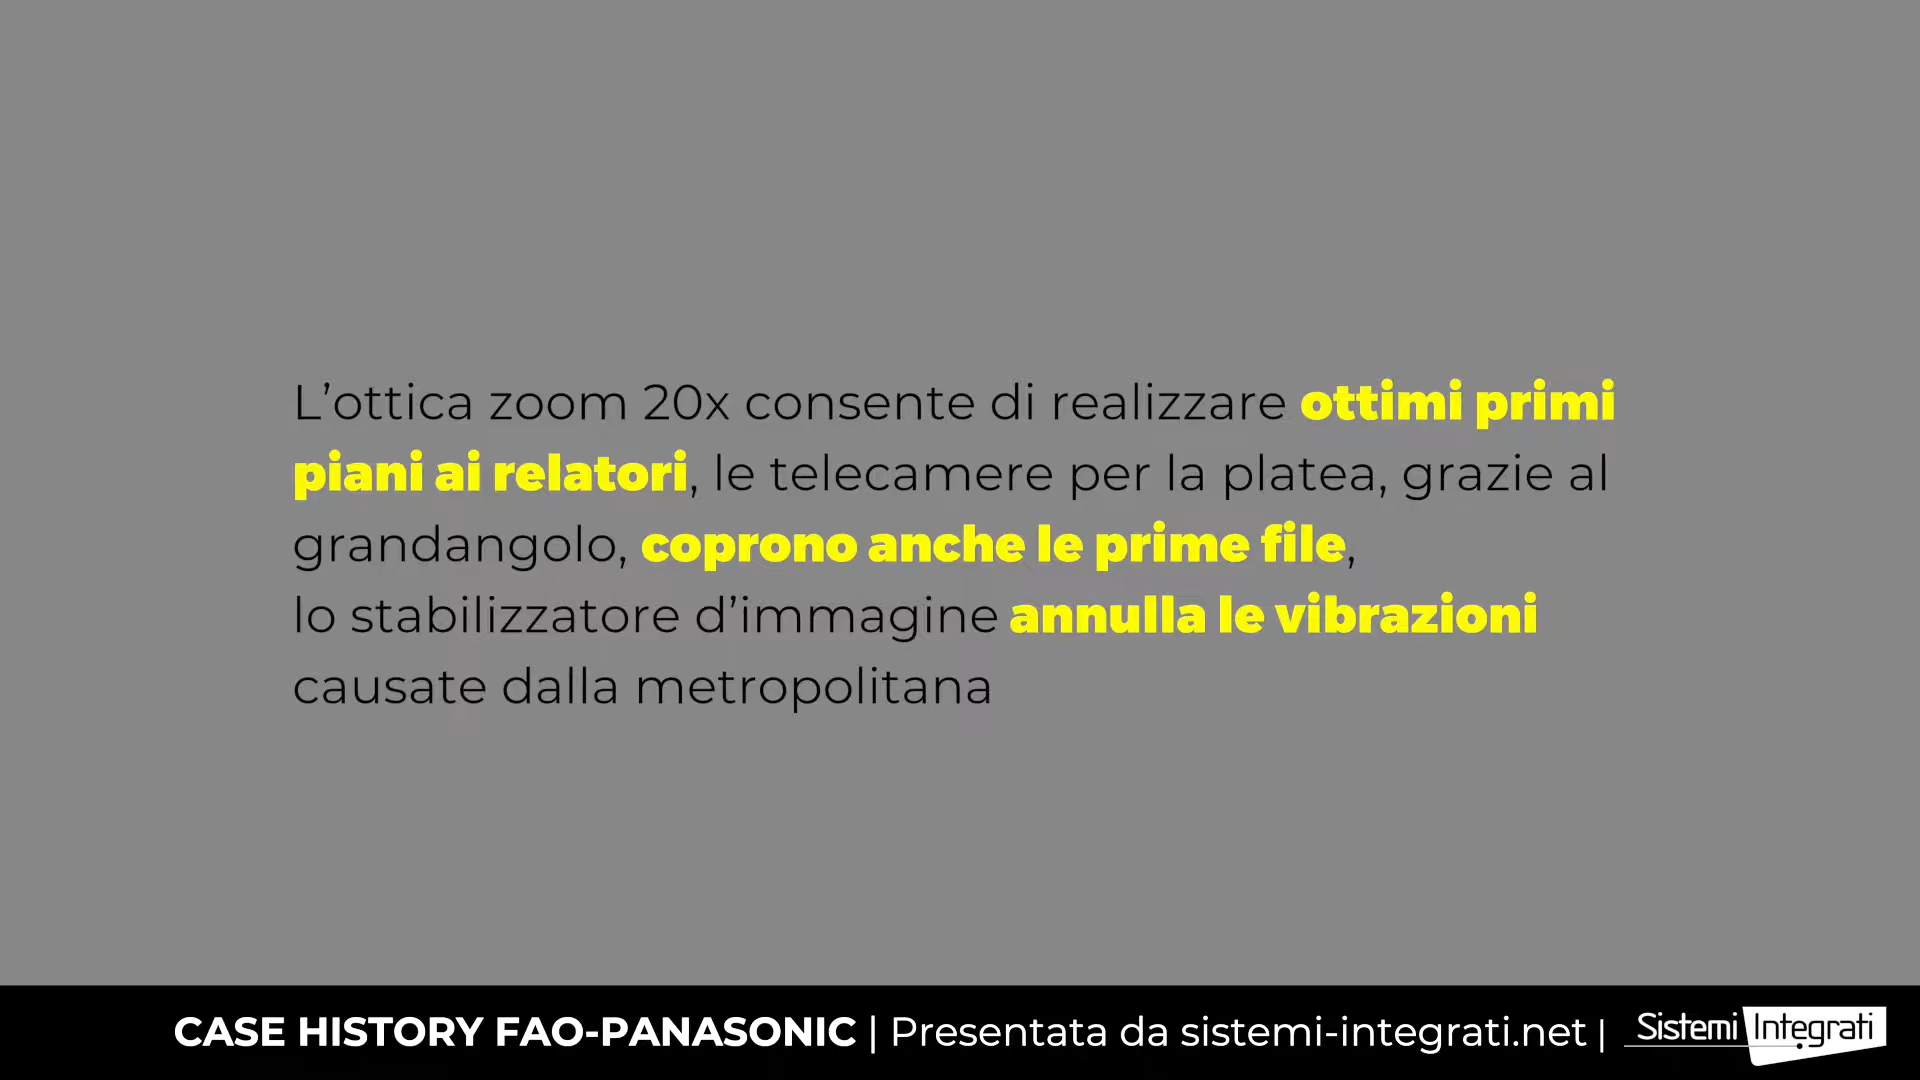 L’ottica zoom 20x consente di realizzare ottimi primi
piani ai relatori, le telecamere per la platea, grazie al
grandangolo, coprono anche le prime file,
lo stabilizzatore d’immagine annulla le vibrazioni
causate dalla metropolitana
CASE HISTORY FAO-PANASONIC | Presentata da sistemi-integrati.net | Sistemi Integrati